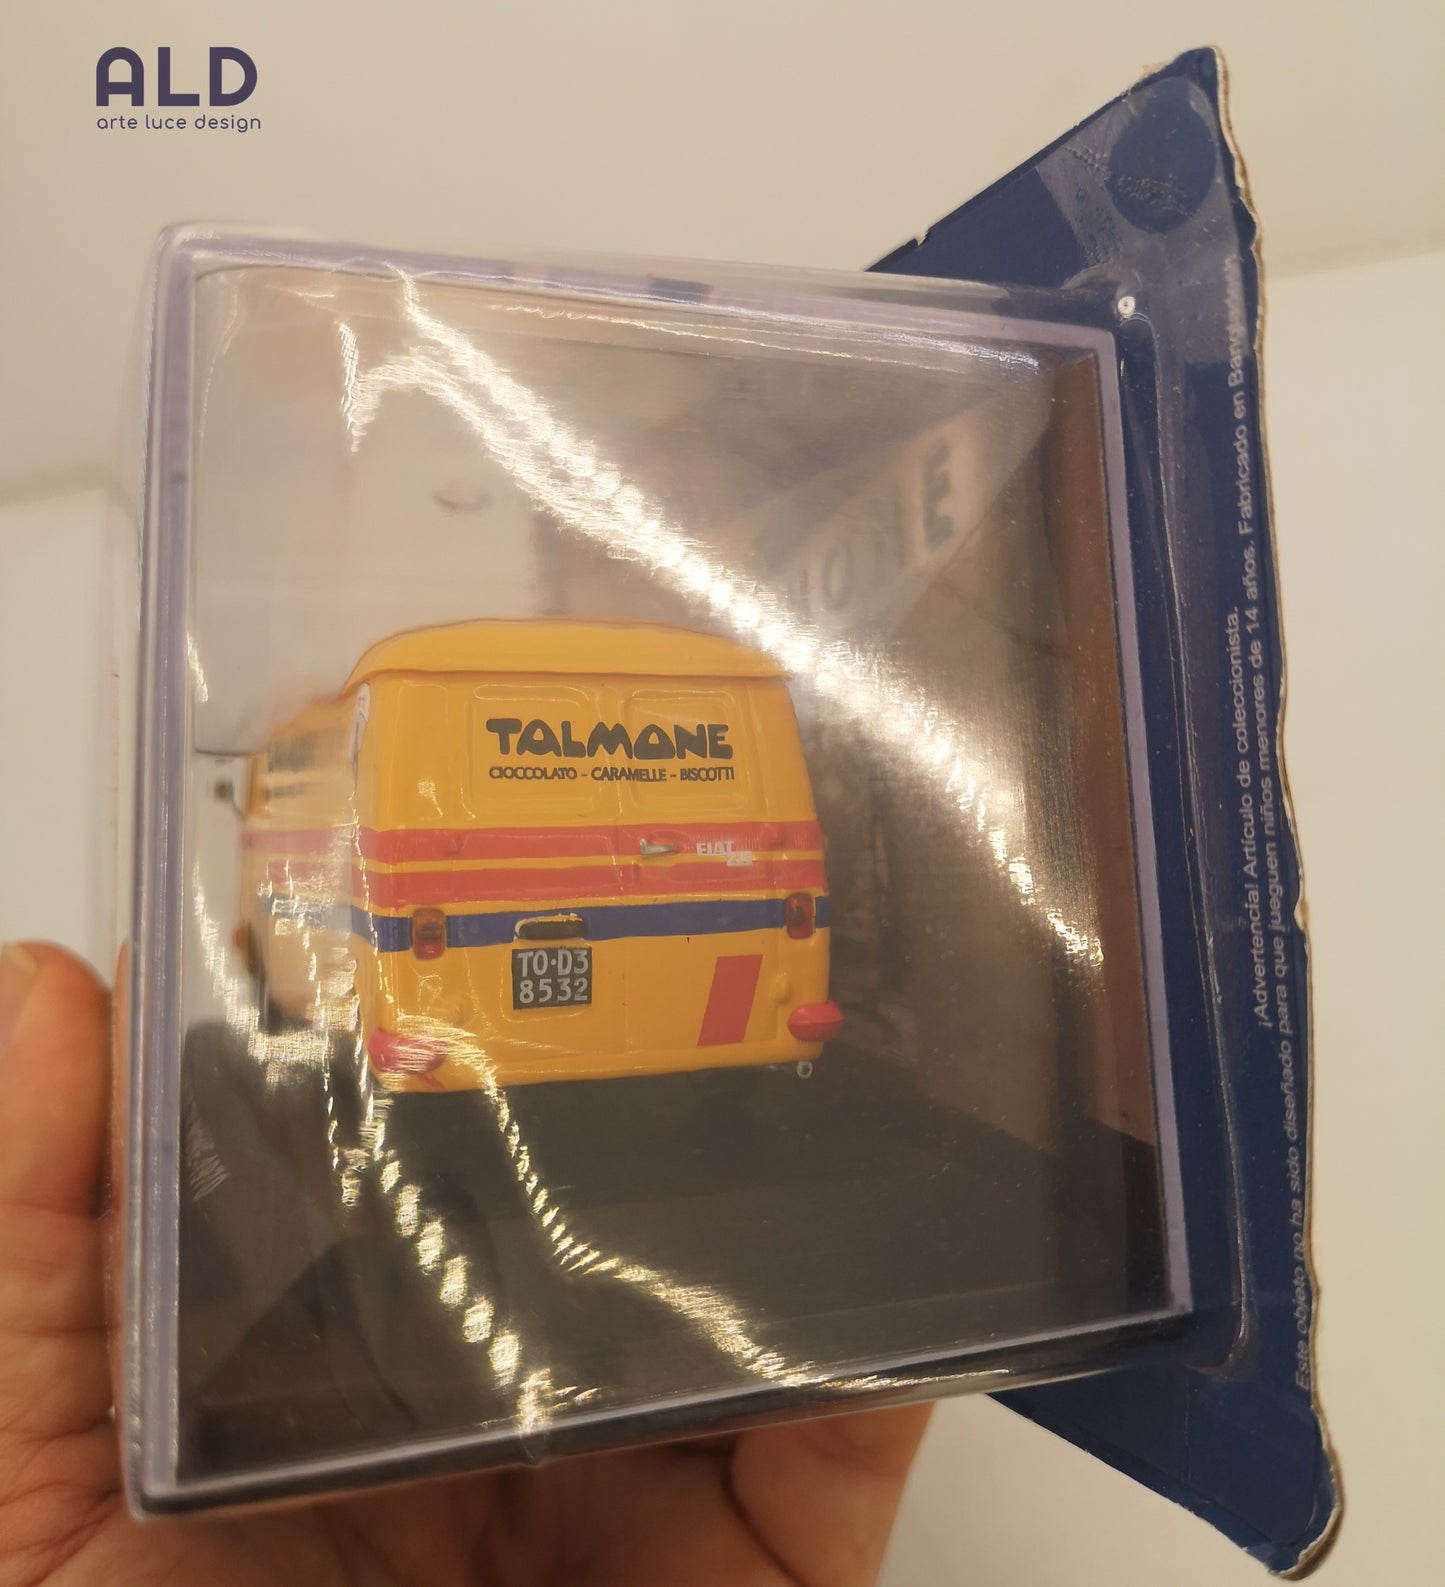 ALD
arte luce design
TALMONE
CIOCCOLATO - CARAMELLE - BISCOTTI
FIAT
TO·D3
8532
ONE
¡Advertencia! Artículo de coleccionista.
Este objeto no ha sido diseñado para que jueguen niños menores de 14 años. Fabricado en